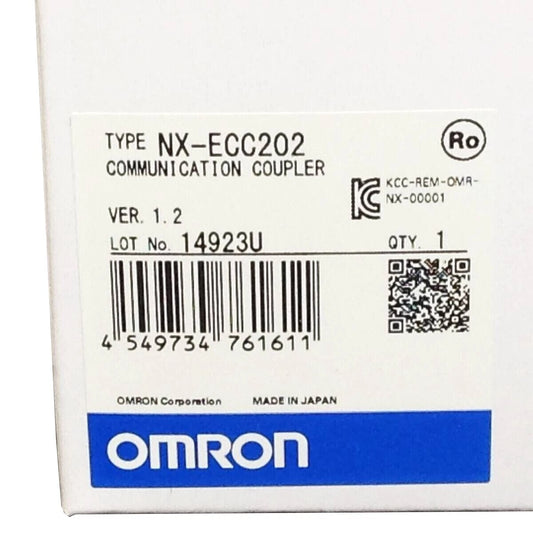 TYPE NX-ECC202
COMMUNICATION COUPLER
Ro
KCC-REM-OMR-
NX-00001
VER. 1.2
LOT No. 14923U
QTY. 1
4 549734 761611
OMRON Corporation MADE IN JAPAN
OMRON